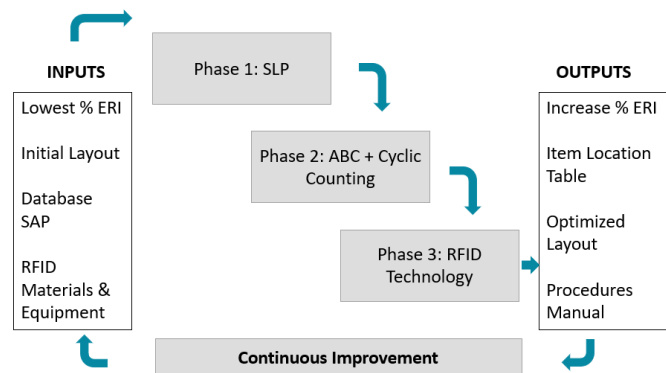 INPUTS
Lowest % ERI
Initial Layout
Database
SAP
RFID
Materials &
Equipment
Phase 1: SLP
Phase 2: ABC + Cyclic
Counting
Phase 3: RFID
Technology
OUTPUTS
Increase % ERI
Item Location
Table
Optimized
Layout
Procedures
Manual
Continuous Improvement